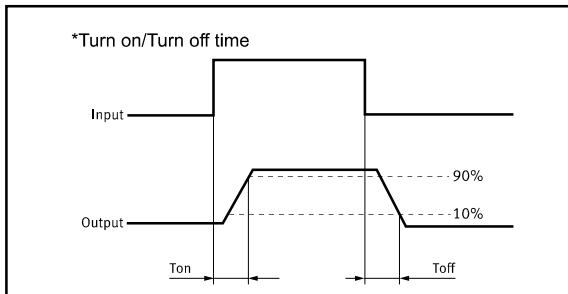 *Turn on/Turn off time
Input
90%
10%
Output
Ton
Toff